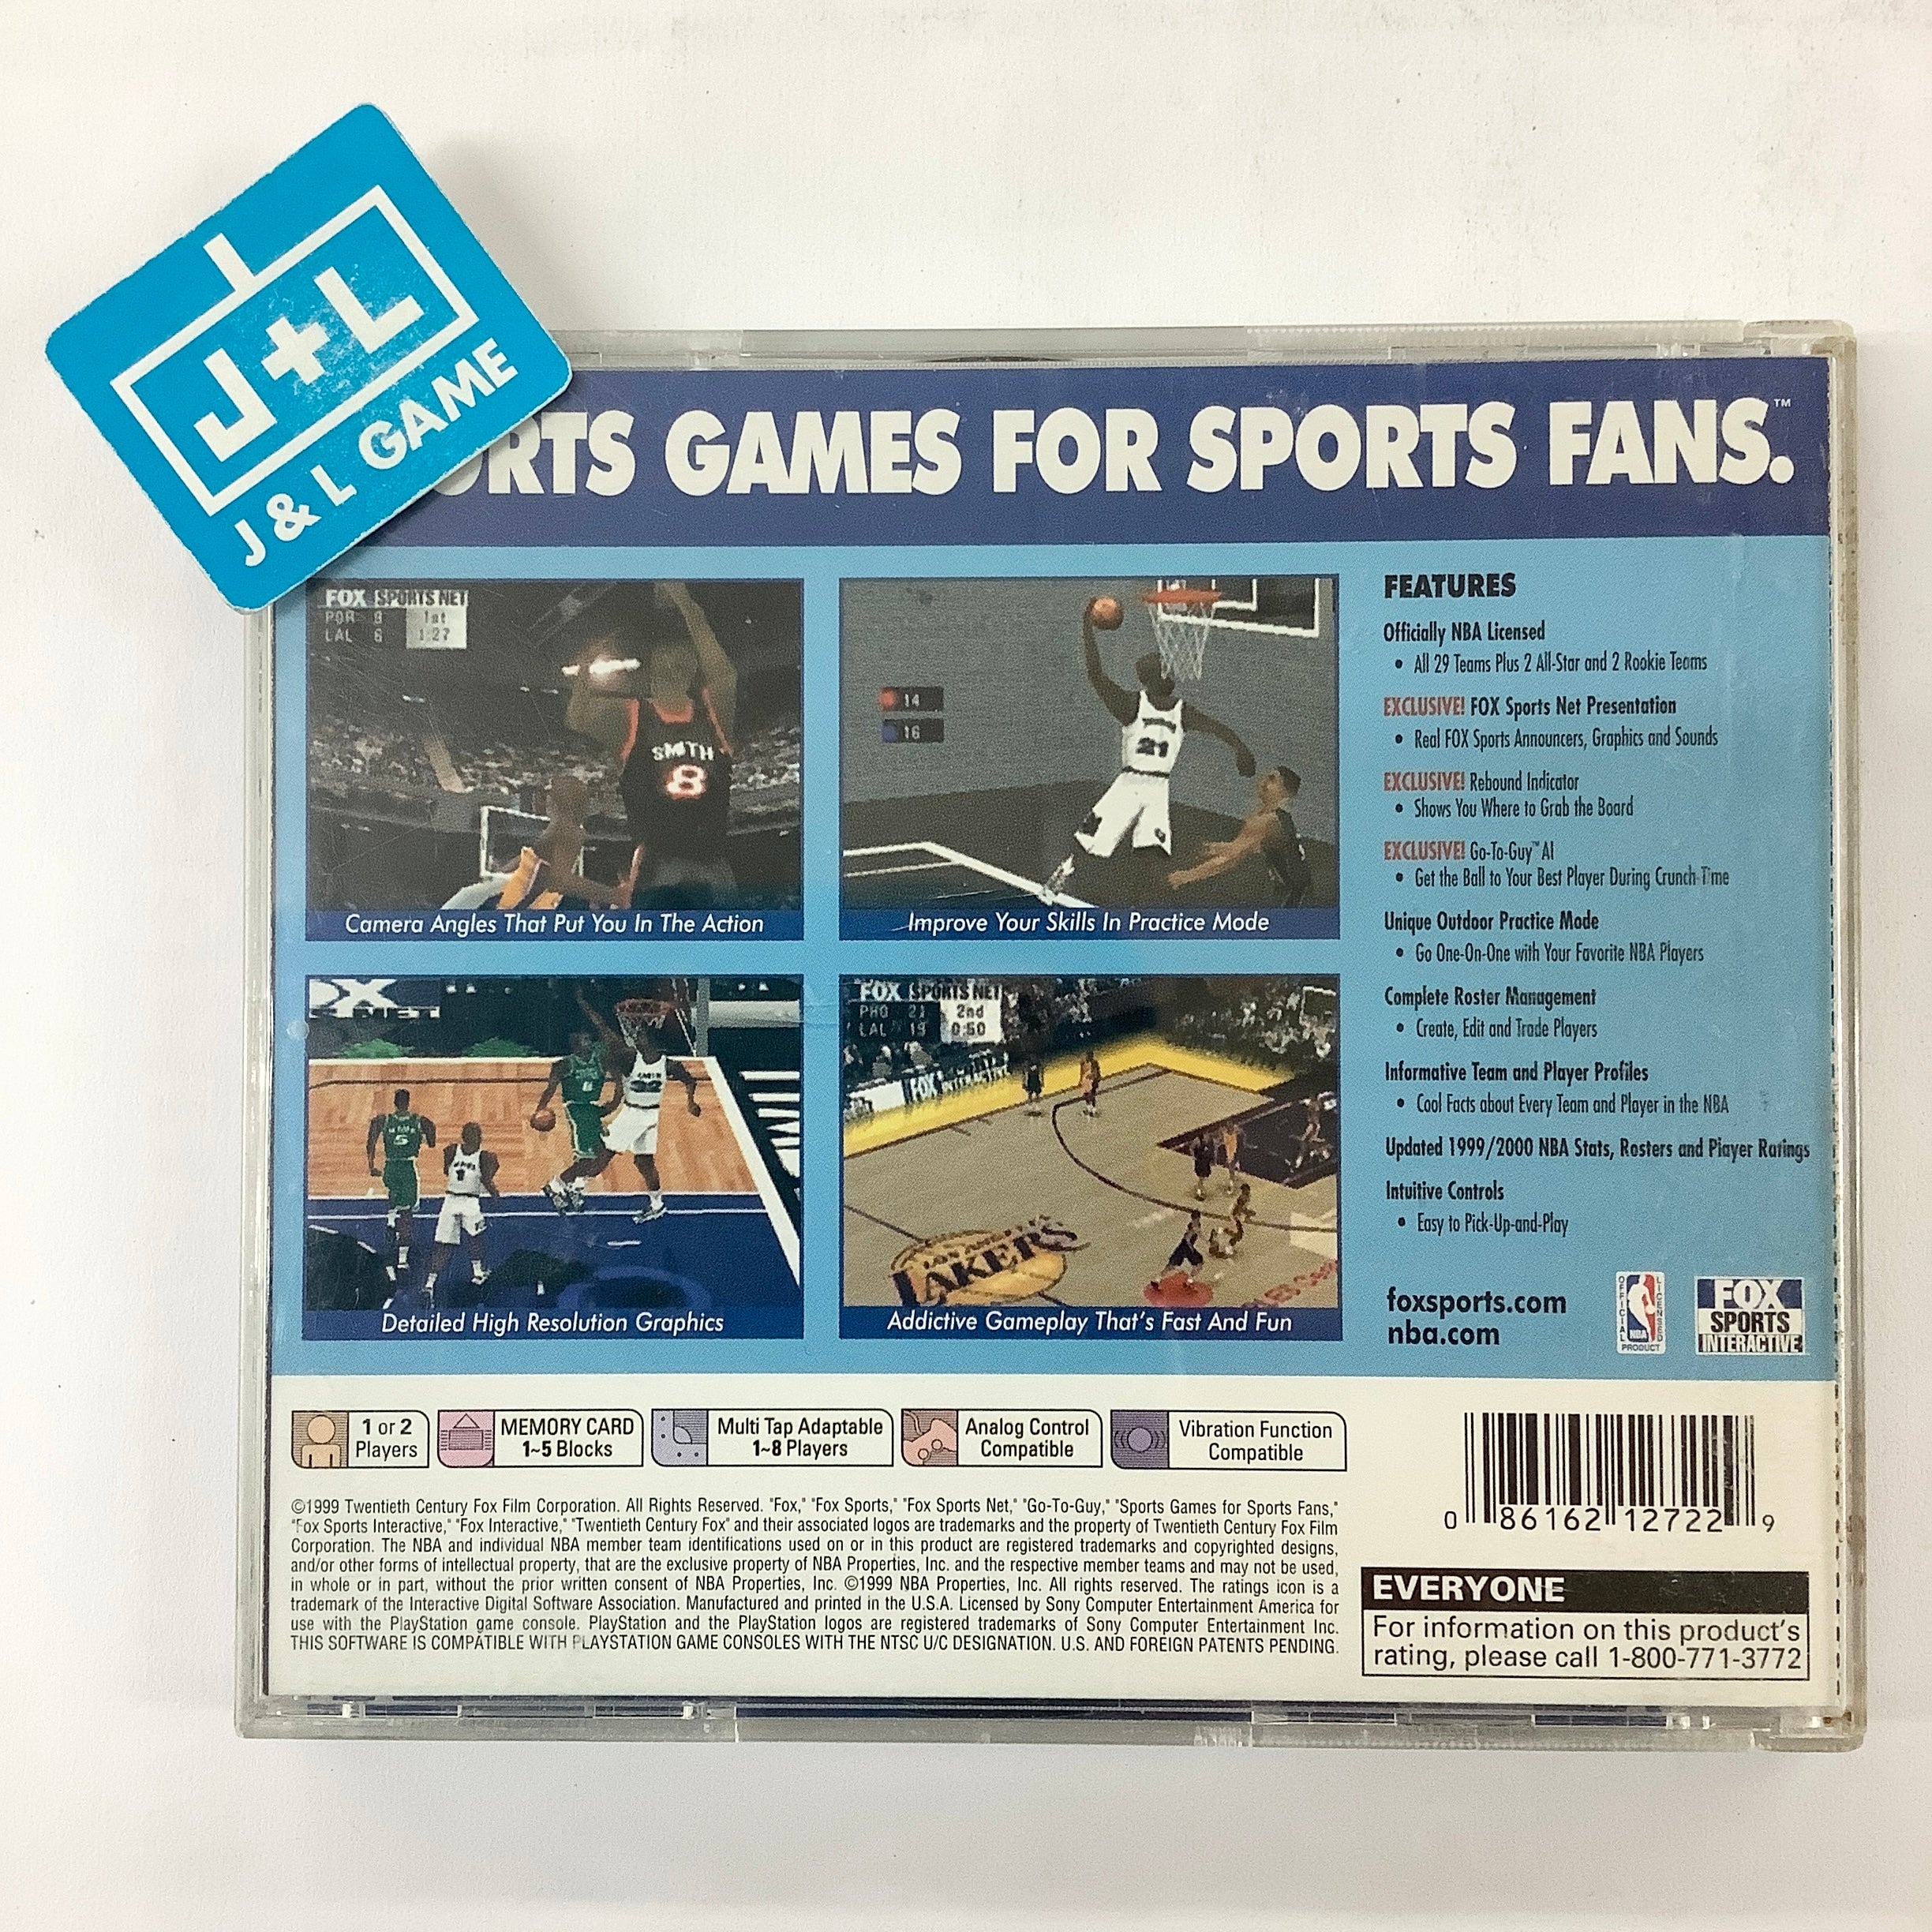 J+L
J & L GAME
RTS GAMES FOR SPORTS FANS.™
FOX SPORTS NET
POR 8 1st
LAL 6 1:27
SMITH
8
Camera Angles That Put You In The Action
14
16
21
Improve Your Skills In Practice Mode
5
1
Detailed High Resolution Graphics
FOX SPORTS NET
PHO 21 2nd
LAL 19 0:50
FOX INTERACTIVE
LOS ANGELES
LAKERS
Addictive Gameplay That's Fast And Fun
FEATURES
Officially NBA Licensed
• All 29 Teams Plus 2 All-Star and 2 Rookie Teams
EXCLUSIVE! FOX Sports Net Presentation
• Real FOX Sports Announcers, Graphics and Sounds
EXCLUSIVE! Rebound Indicator
• Shows You Where to Grab the Board
EXCLUSIVE! Go-To-Guy™ AI
• Get the Ball to Your Best Player During Crunch-Time
Unique Outdoor Practice Mode
• Go One-On-One with Your Favorite NBA Players
Complete Roster Management
• Create, Edit and Trade Players
Informative Team and Player Profiles
• Cool Facts about Every Team and Player in the NBA
Updated 1999/2000 NBA Stats, Rosters and Player Ratings
Intuitive Controls
• Easy to Pick-Up-and-Play
foxsports.com
nba.com
OFFICIAL LICENSED
NBA
PRODUCT
FOX
SPORTS
INTERACTIVE
1 or 2
Players
MEMORY CARD
1~5 Blocks
Multi Tap Adaptable
1~8 Players
Analog Control
Compatible
Vibration Function
Compatible
©1999 Twentieth Century Fox Film Corporation. All Rights Reserved. "Fox," "Fox Sports," "Fox Sports Net," "Go-To-Guy," "Sports Games for Sports Fans,"
"Fox Sports Interactive," "Fox Interactive," "Twentieth Century Fox" and their associated logos are trademarks and the property of Twentieth Century Fox Film
Corporation. The NBA and individual NBA member team identifications used on or in this product are registered trademarks and copyrighted designs,
and/or other forms of intellectual property, that are the exclusive property of NBA Properties, Inc. and the respective member teams and may not be used,
in whole or in part, without the prior written consent of NBA Properties, Inc. ©1999 NBA Properties, Inc. All rights reserved. The ratings icon is a
trademark of the Interactive Digital Software Association. Manufactured and printed in the U.S.A. Licensed by Sony Computer Entertainment America for
use with the PlayStation game console. PlayStation and the PlayStation logos are registered trademarks of Sony Computer Entertainment Inc.
THIS SOFTWARE IS COMPATIBLE WITH PLAYSTATION GAME CONSOLES WITH THE NTSC U/C DESIGNATION. U.S. AND FOREIGN PATENTS PENDING.
0 86162 12722 9
EVERYONE
For information on this product's
rating, please call 1-800-771-3772